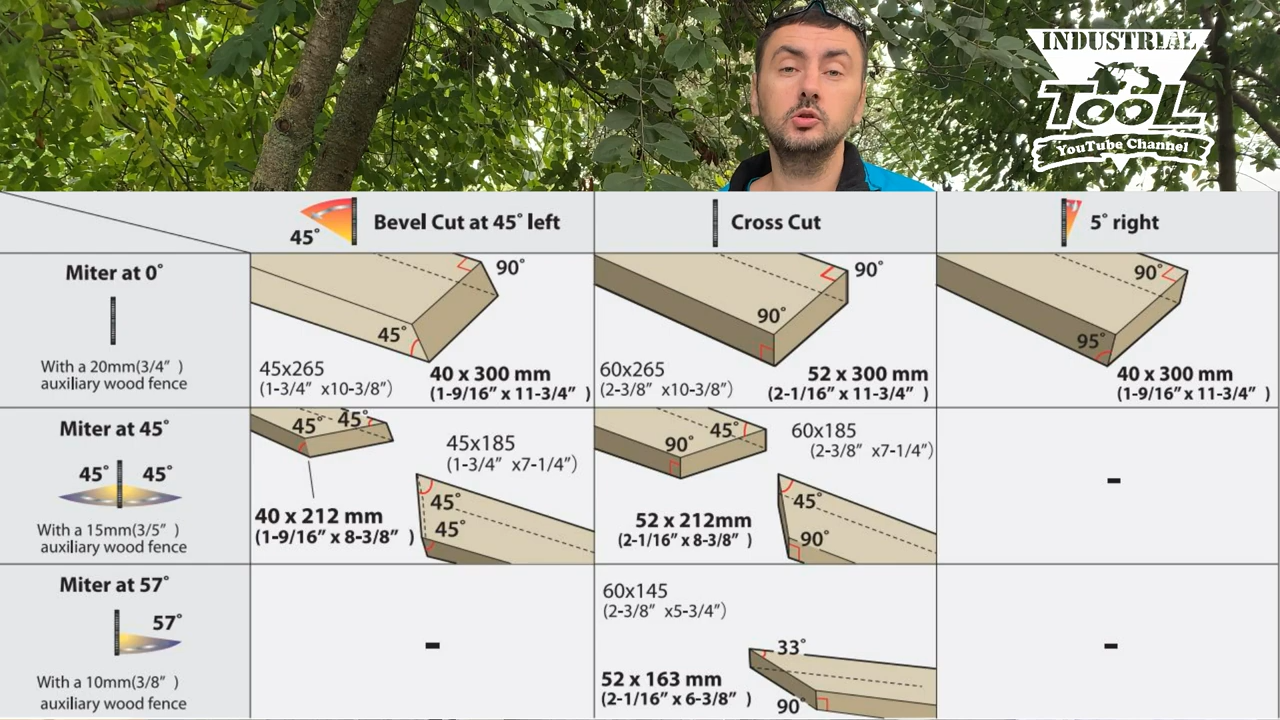 INDUSTRIAL
TOOL
YouTube Channel
45° Bevel Cut at 45° left
Cross Cut
5° right
Miter at 0°
With a 20mm(3/4" )
auxiliary wood fence
90°
45°
45x265
(1-3/4" x10-3/8")
40 x 300 mm
(1-9/16" x 11-3/4" )
90°
90°
60x265
(2-3/8" x10-3/8")
52 x 300 mm
(2-1/16" x 11-3/4" )
90°
95°
40 x 300 mm
(1-9/16" x 11-3/4" )
Miter at 45°
45° 45°
With a 15mm(3/5" )
auxiliary wood fence
45° 45°
45x185
(1-3/4" x7-1/4")
45°
45°
40 x 212 mm
(1-9/16" x 8-3/8" )
90° 45°
60x185
(2-3/8" x7-1/4")
45°
90°
52 x 212mm
(2-1/16" x 8-3/8" )
-
Miter at 57°
57°
With a 10mm(3/8" )
auxiliary wood fence
-
60x145
(2-3/8" x5-3/4")
33°
52 x 163 mm
(2-1/16" x 6-3/8" )
90°
-